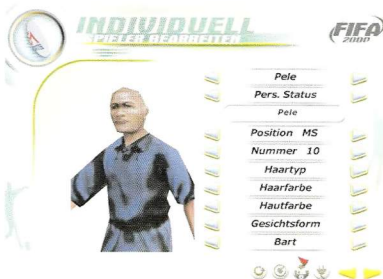 INDIVIDUELL
SPIELER BEARBEITEN
FIFA
2000
Pele
Pers. Status
Pele
Position MS
Nummer 10
Haartyp
Haarfarbe
Hautfarbe
Gesichtsform
Bart